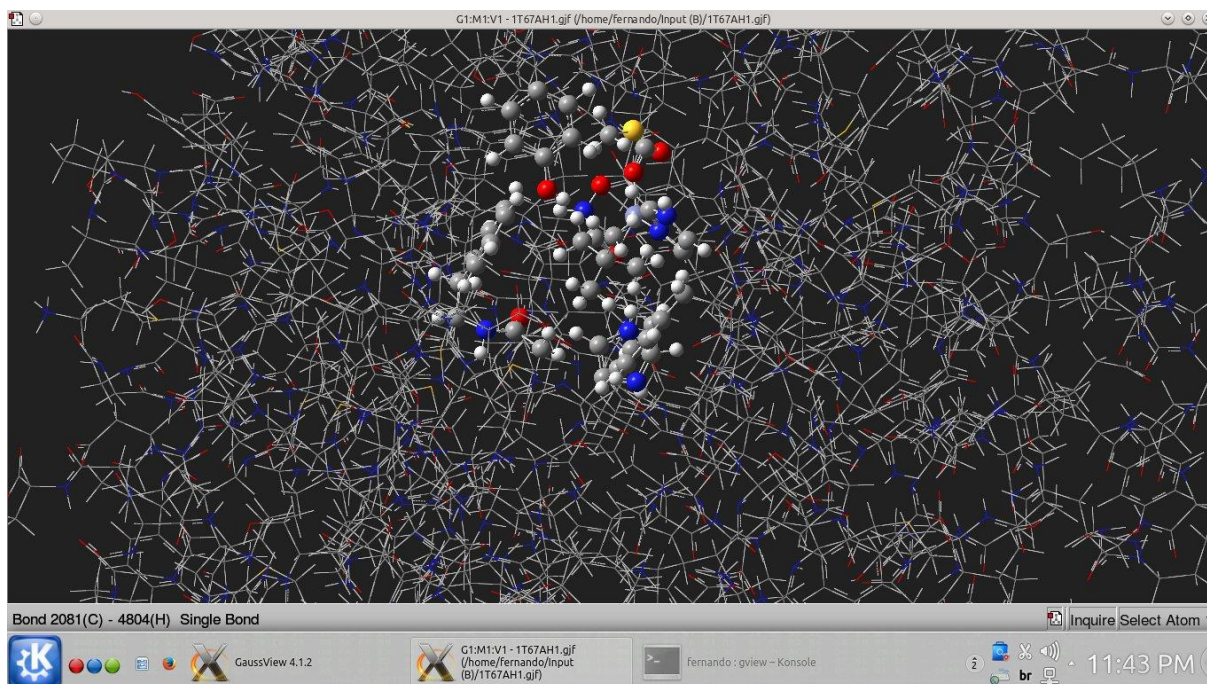 G1:M1:V1 - 1T67AH1.gjf (/home/fernando/Input (B)/1T67AH1.gjf)
Bond 2081(C) - 4804(H)  Single Bond
Inquire Select Atom
GaussView 4.1.2
G1:M1:V1 - 1T67AH1.gjf
(/home/fernando/Input
(B)/1T67AH1.gjf)
fernando : gview – Konsole
2
br
11:43 PM